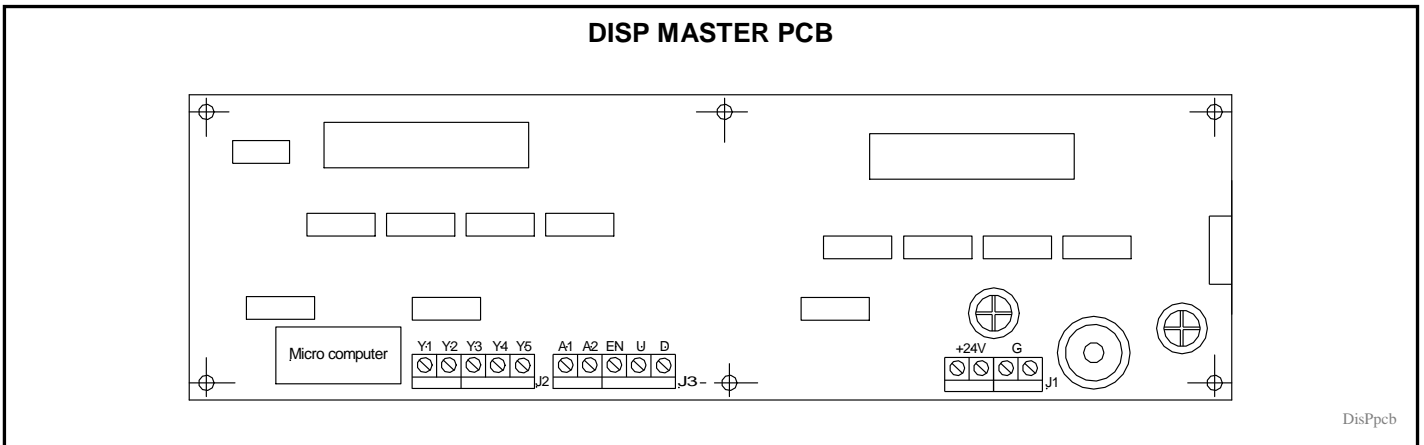 DISP MASTER PCB
Micro computer
Y1 Y2 Y3 Y4 Y5
J2
A1 A2 EN U D
J3
+24V G
J1
DisPpcb